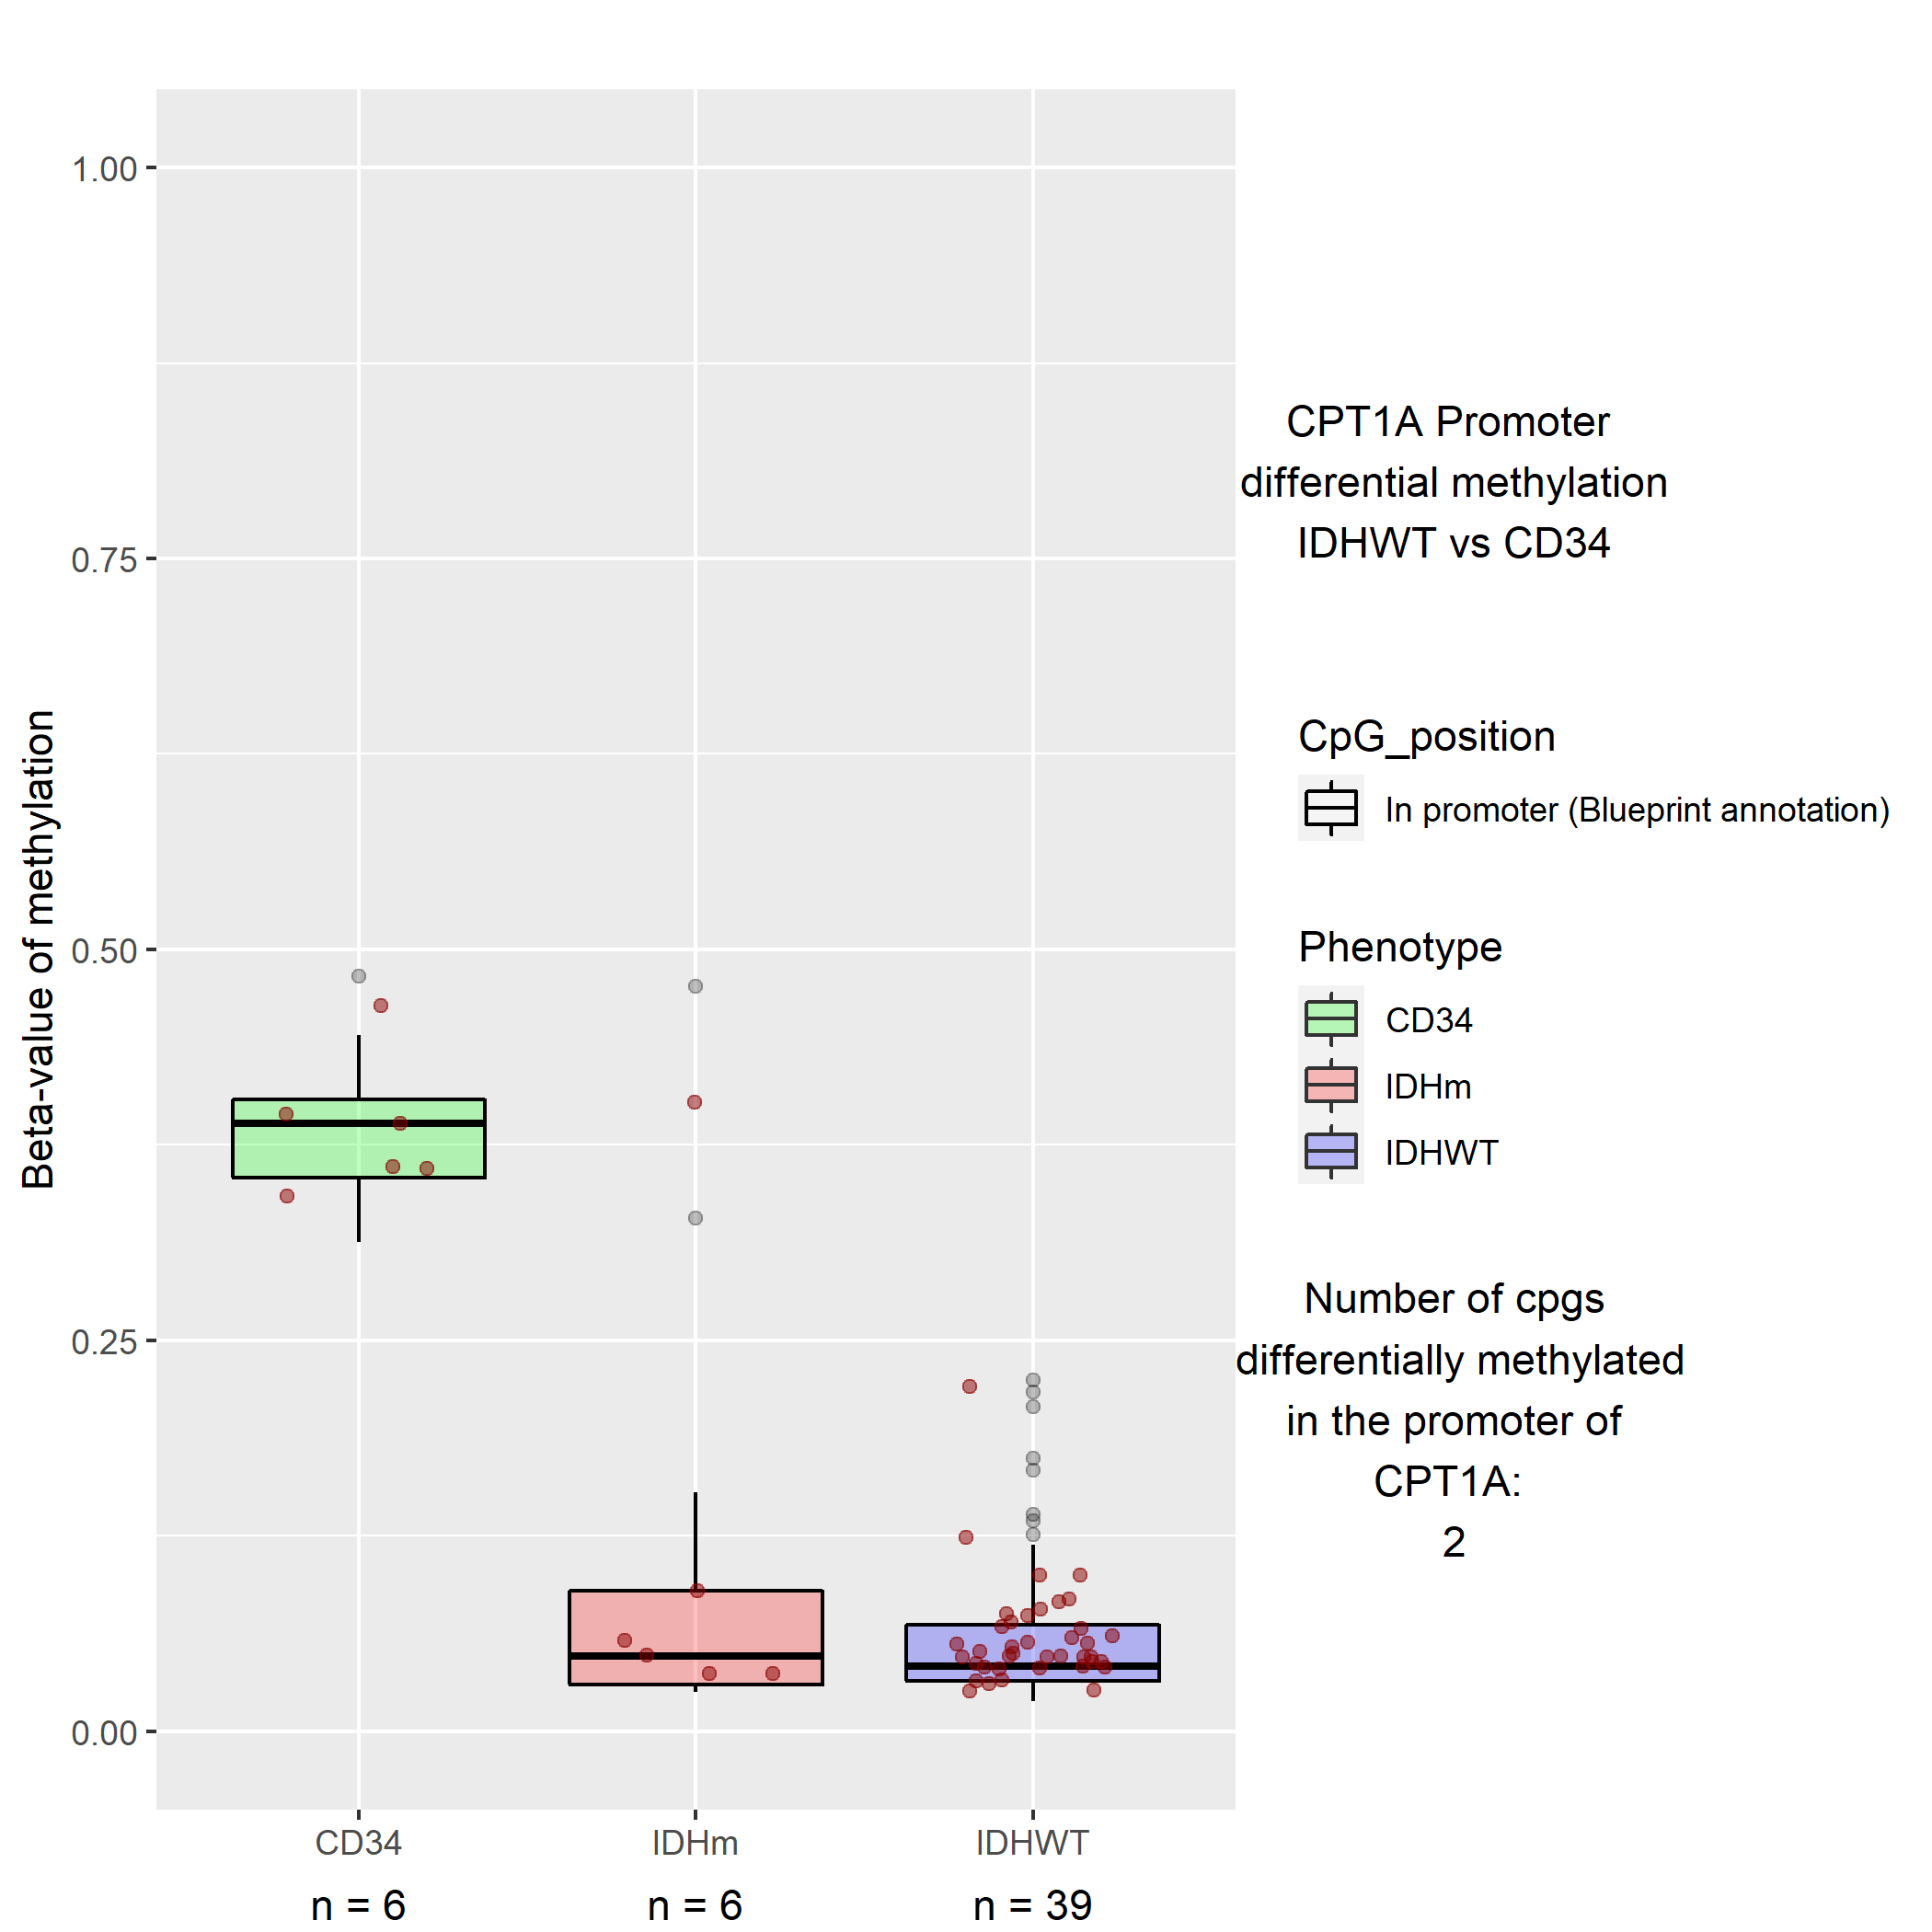 Beta-value of methylation
1.00
0.75
0.50
0.25
0.00
CD34
IDHm
IDHWT
n = 6
n = 6
n = 39
CPT1A Promoter
differential methylation
IDHWT vs CD34
CpG_position
In promoter (Blueprint annotation)
Phenotype
CD34
IDHm
IDHWT
Number of cpgs
differentially methylated
in the promoter of
CPT1A:
2